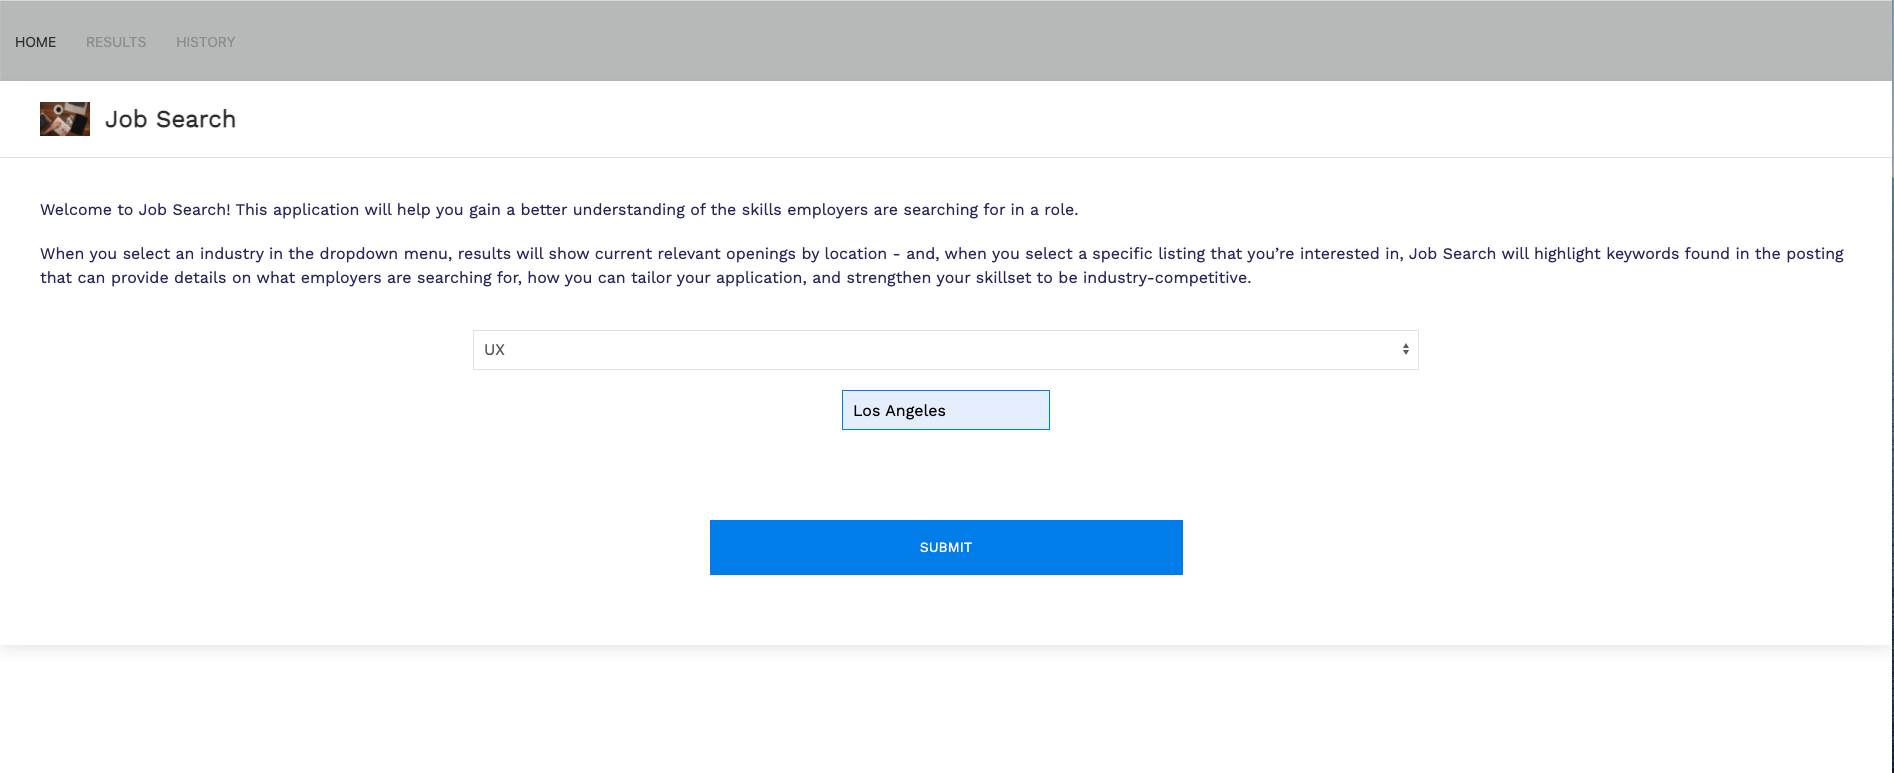 HOME RESULTS HISTORY
Job Search
Welcome to Job Search! This application will help you gain a better understanding of the skills employers are searching for in a role.
When you select an industry in the dropdown menu, results will show current relevant openings by location - and, when you select a specific listing that you’re interested in, Job Search will highlight keywords found in the posting
that can provide details on what employers are searching for, how you can tailor your application, and strengthen your skillset to be industry-competitive.
UX
Los Angeles
SUBMIT